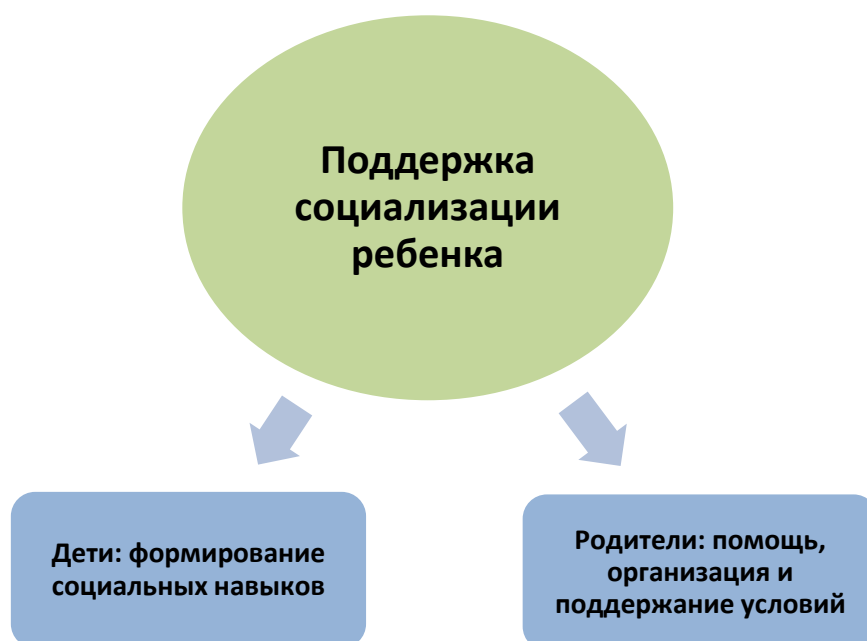 Поддержка
социализации
ребенка
Дети: формирование
социальных навыков
Родители: помощь,
организация и
поддержание условий